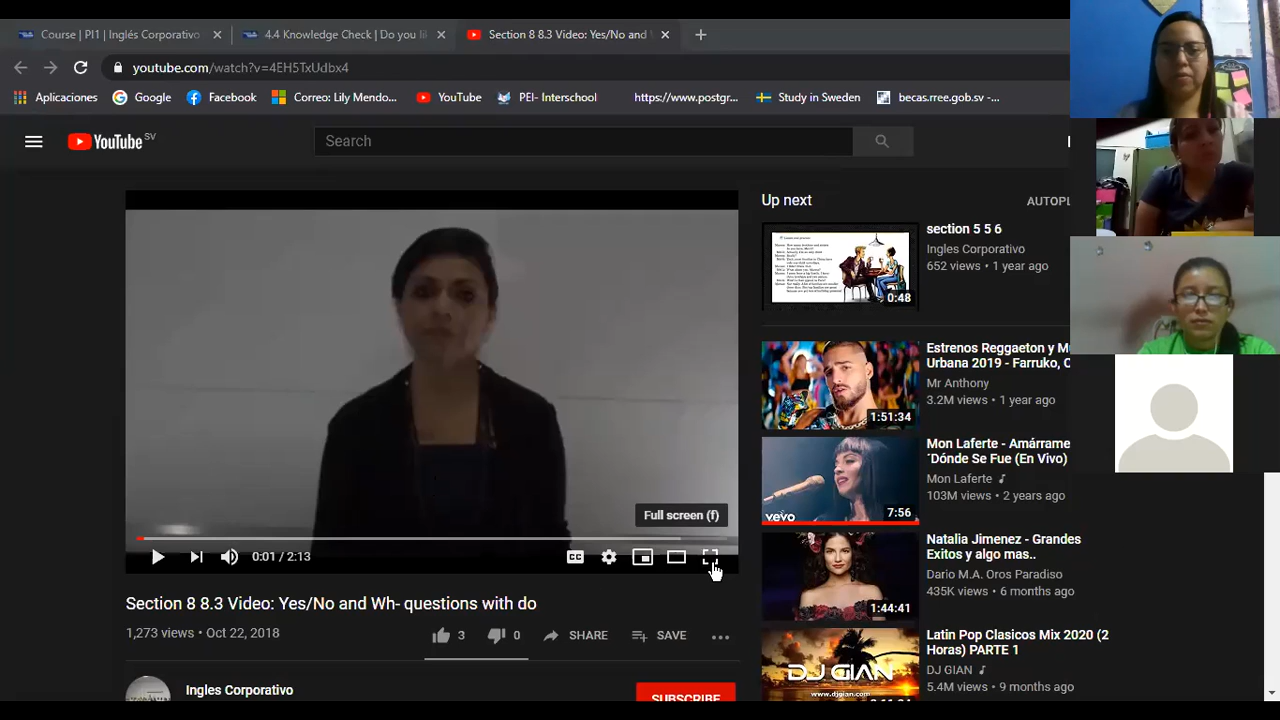 Course | PI1 | Inglés Corporativo
4.4 Knowledge Check | Do you li
Section 8 8.3 Video: Yes/No and
youtube.com/watch?v=4EH5TxUdbx4
Aplicaciones
Google
Facebook
Correo: Lily Mendo...
YouTube
PEI- Interschool
https://www.postgr...
Study in Sweden
becas.rree.gob.sv -...
YouTube SV
Search
Up next
AUTOPL
section 5 5 6
Ingles Corporativo
652 views • 1 year ago
0:48
Estrenos Reggaeton y M
Urbana 2019 - Farruko, C
Mr Anthony
3.2M views • 1 year ago
1:51:34
Mon Laferte - Amárrame
´Dónde Se Fue (En Vivo)
Mon Laferte
103M views • 2 years ago
vevo
7:56
Natalia Jimenez - Grandes
Exitos y algo mas..
Dario M.A. Oros Paradiso
435K views • 6 months ago
1:44:41
Latin Pop Clasicos Mix 2020 (2
Horas) PARTE 1
DJ GIAN
5.4M views • 9 months ago
DJ GIAN
www.djgian.com
Full screen (f)
0:01 / 2:13
CC
Section 8 8.3 Video: Yes/No and Wh- questions with do
1,273 views • Oct 22, 2018
3
0
SHARE
SAVE
Ingles Corporativo
SUBSCRIBE